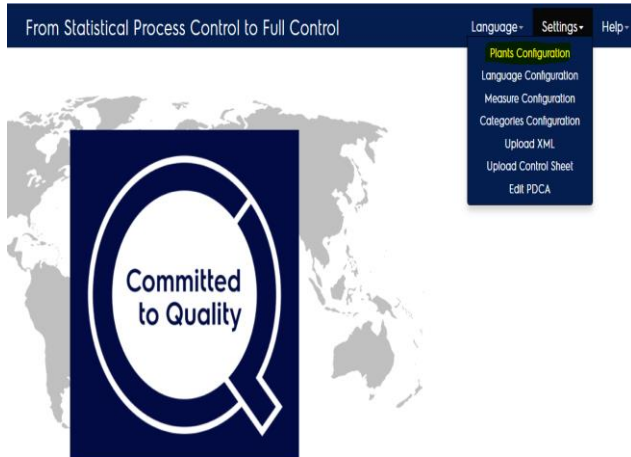 From Statistical Process Control to Full Control
Language Settings Help
Plants Configuration
Language Configuration
Measure Configuration
Categories Configuration
Upload XML
Upload Control Sheet
Edit PDCA
Committed
to Quality